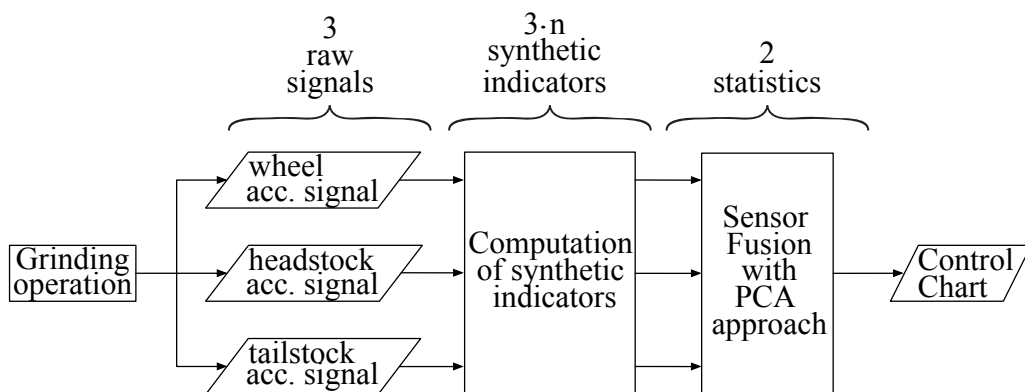 3
raw
signals
3·n
synthetic
indicators
2
statistics
Grinding
operation
wheel
acc. signal
headstock
acc. signal
tailstock
acc. signal
Computation
of synthetic
indicators
Sensor
Fusion
with
PCA
approach
Control
Chart